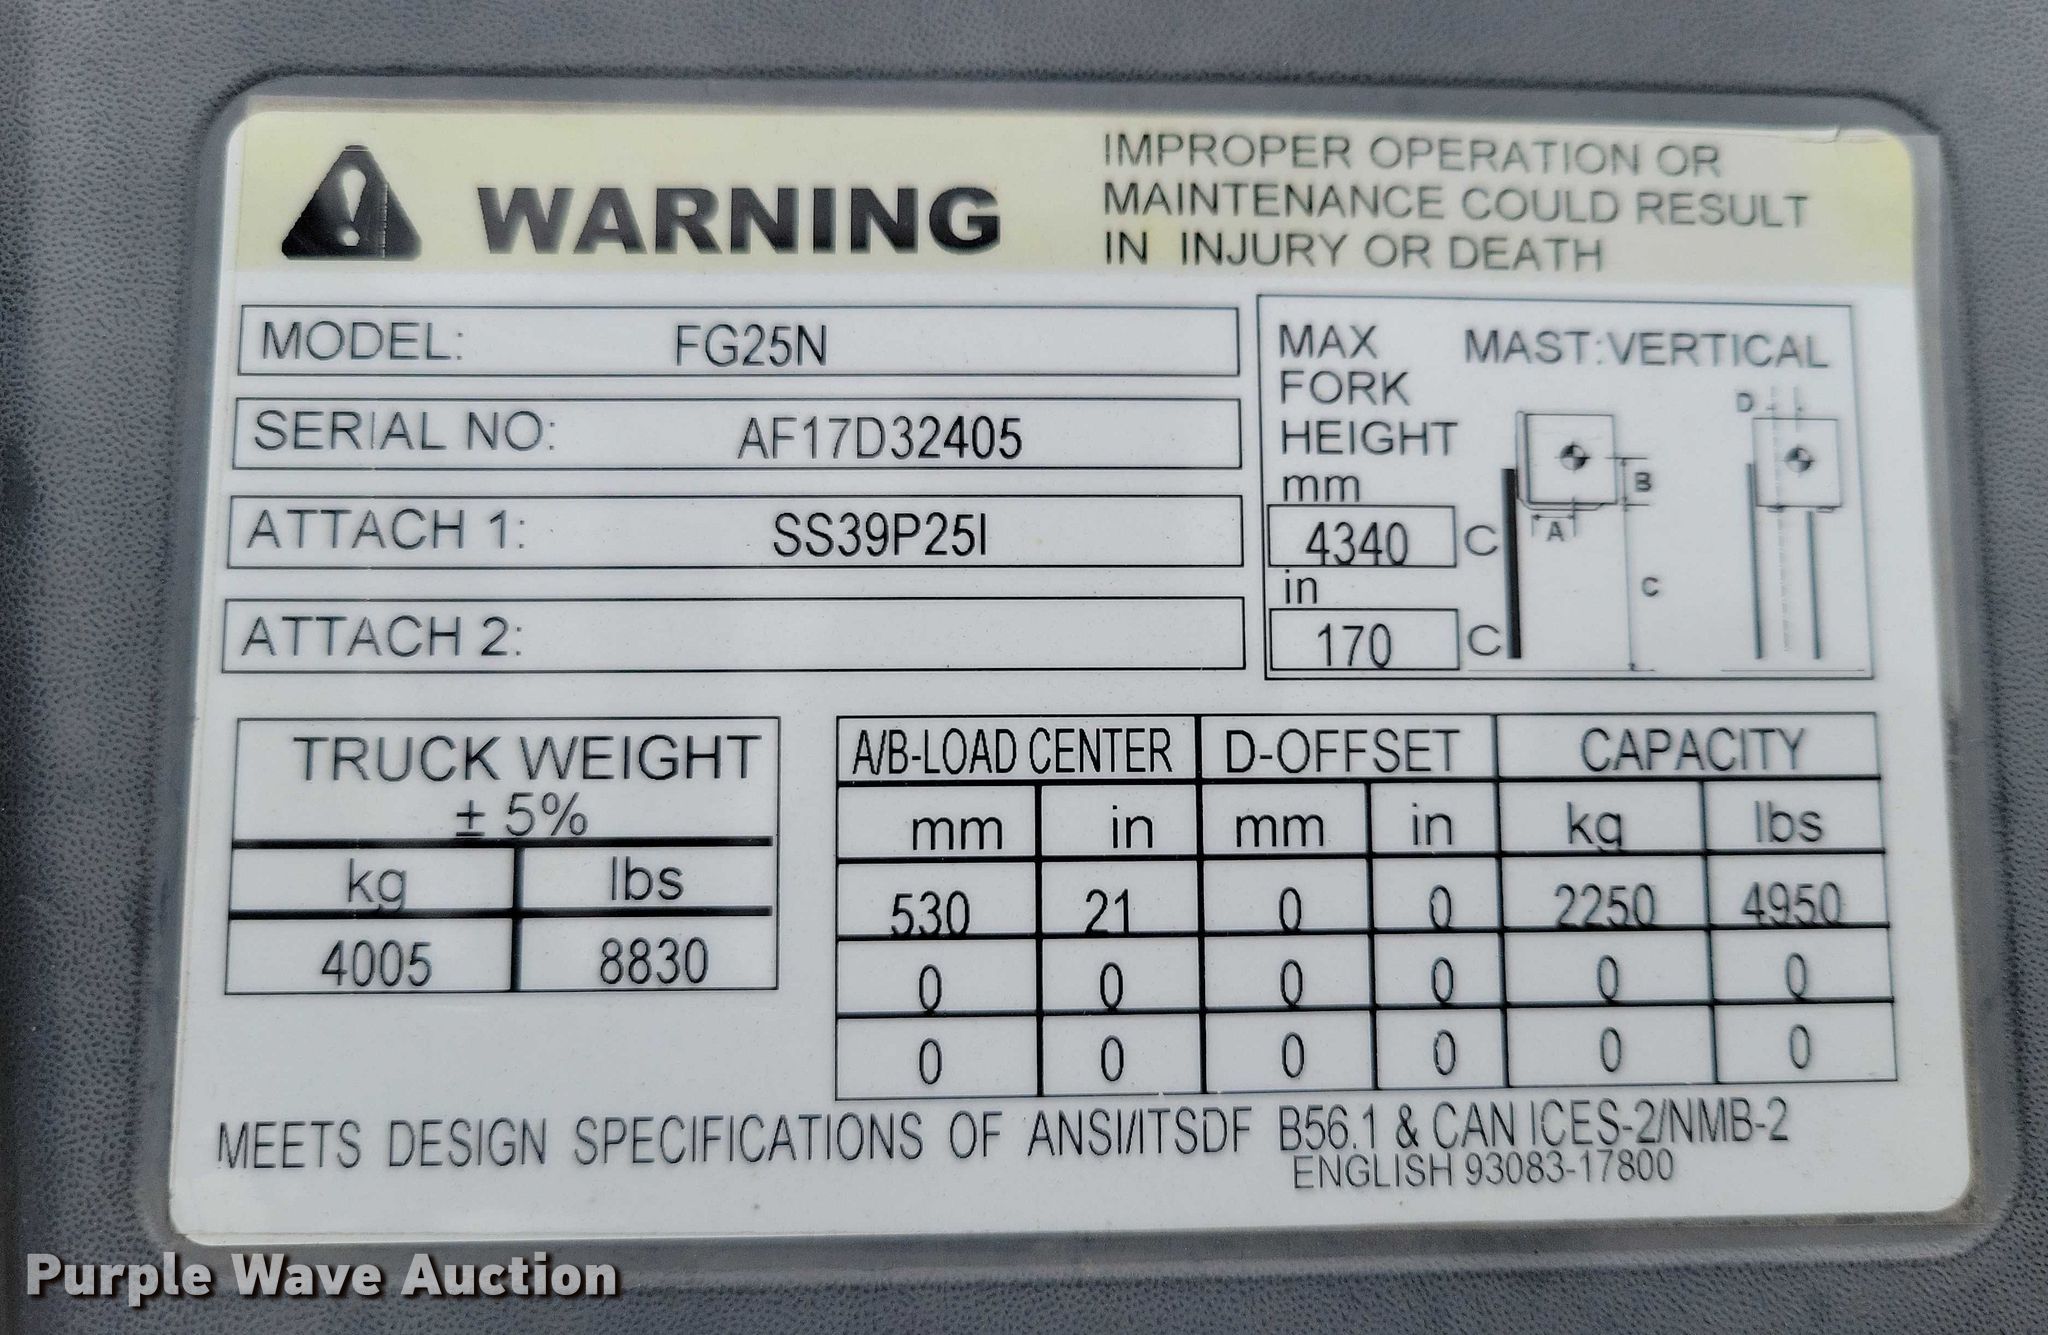 WARNING
IMPROPER OPERATION OR
MAINTENANCE COULD RESULT
IN INJURY OR DEATH
MODEL: FG25N
SERIAL NO: AF17D32405
ATTACH 1: SS39P25I
ATTACH 2:
MAX MAST:VERTICAL
FORK
HEIGHT
mm
4340 C
in
170 C
D
B
A
C
TRUCK WEIGHT
± 5%
kg lbs
4005 8830
A/B-LOAD CENTER D-OFFSET CAPACITY
mm in mm in kg lbs
530 21 0 0 2250 4950
0 0 0 0 0 0
0 0 0 0 0 0
MEETS DESIGN SPECIFICATIONS OF ANSI/ITSDF B56.1 & CAN ICES-2/NMB-2
ENGLISH 93083-17800
Purple Wave Auction